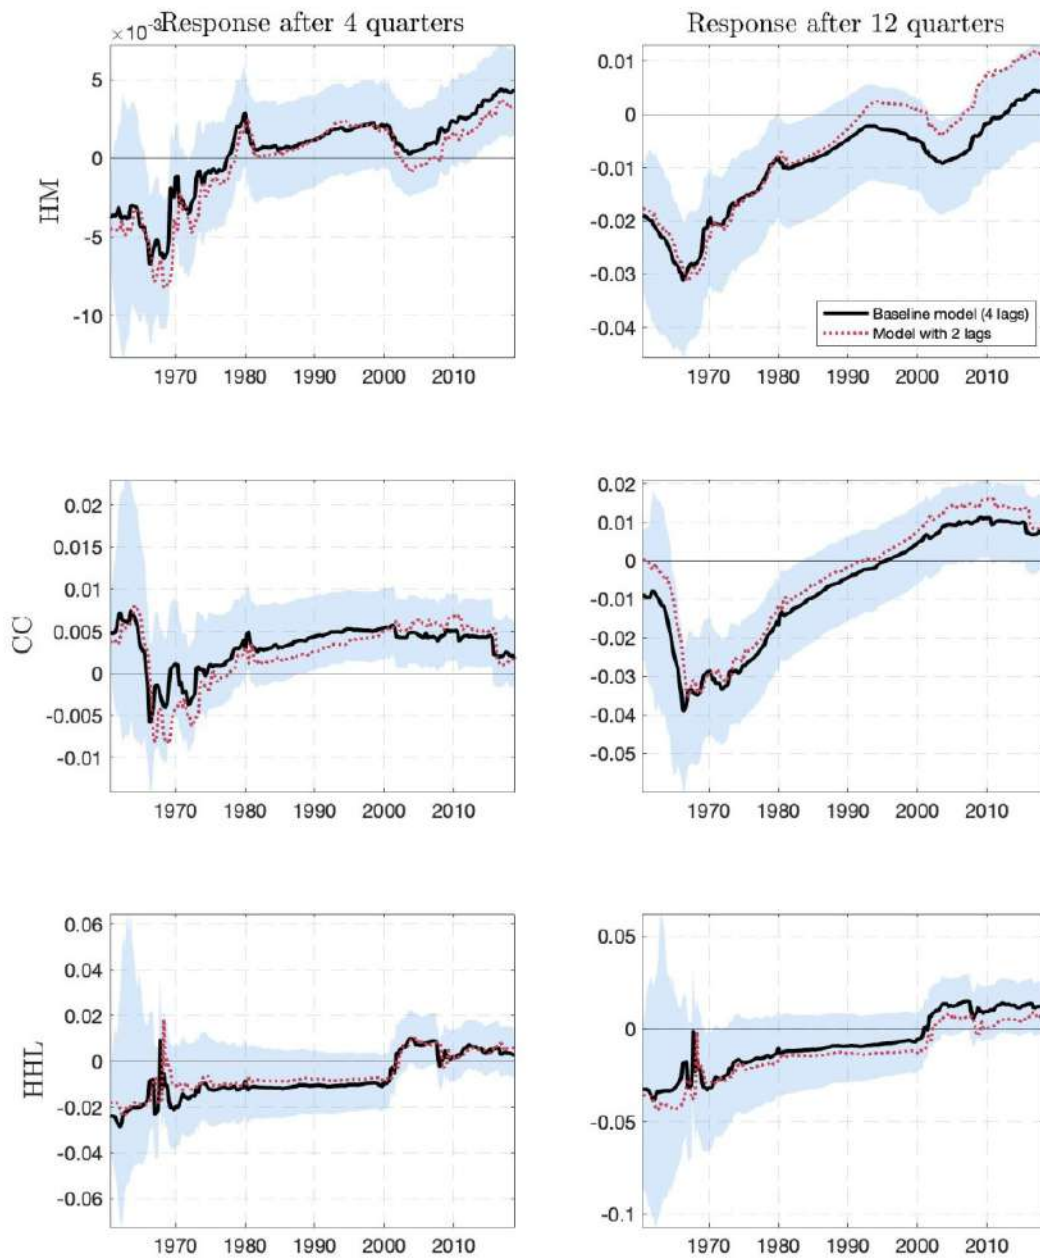 Response after 4 quarters
Response after 12 quarters
×10⁻³
5
0
-5
-10
HM
1970 1980 1990 2000 2010
0.01
0
-0.01
-0.02
-0.03
-0.04
Baseline model (4 lags)
Model with 2 lags
1970 1980 1990 2000 2010
0.02
0.015
0.01
0.005
0
-0.005
-0.01
CC
1970 1980 1990 2000 2010
0.02
0.01
0
-0.01
-0.02
-0.03
-0.04
-0.05
1970 1980 1990 2000 2010
0.06
0.04
0.02
0
-0.02
-0.04
-0.06
HHL
1970 1980 1990 2000 2010
0.05
0
-0.05
-0.1
1970 1980 1990 2000 2010